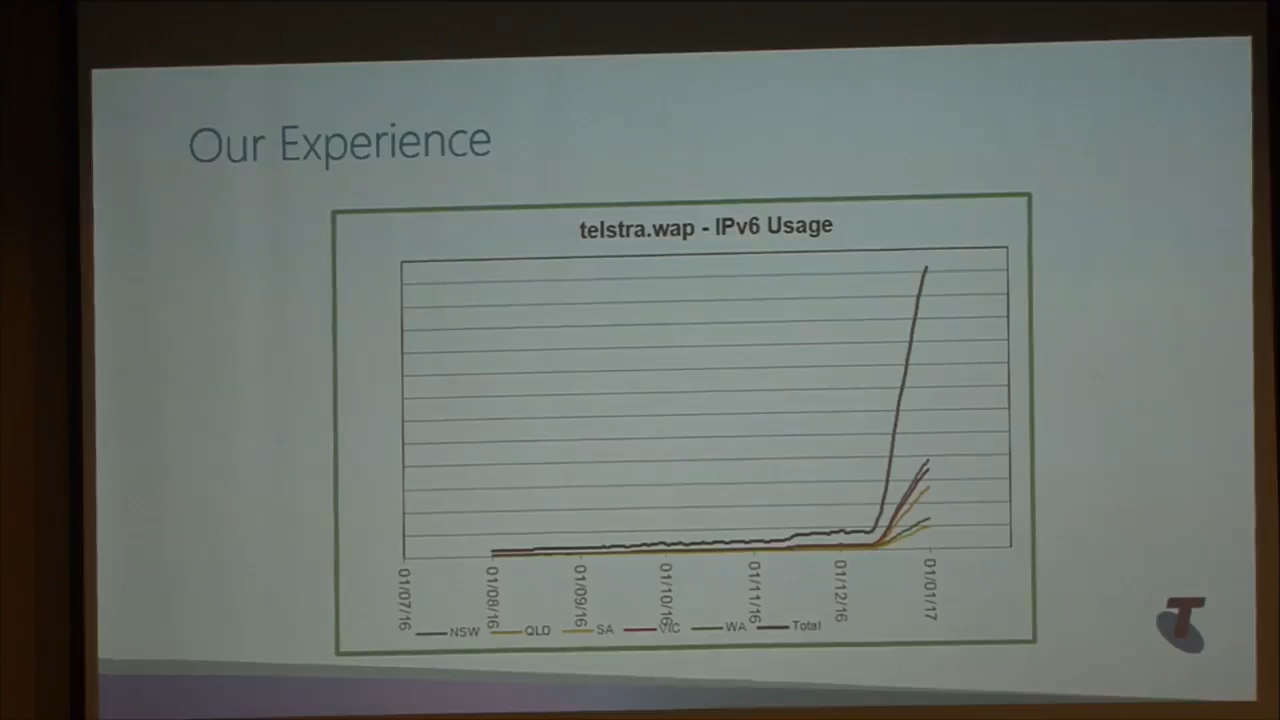 Our Experience
telstra.wap - IPv6 Usage
01/07/16
01/08/16
01/09/16
01/10/16
01/11/16
01/12/16
01/01/17
NSW QLD SA VIC WA Total
T